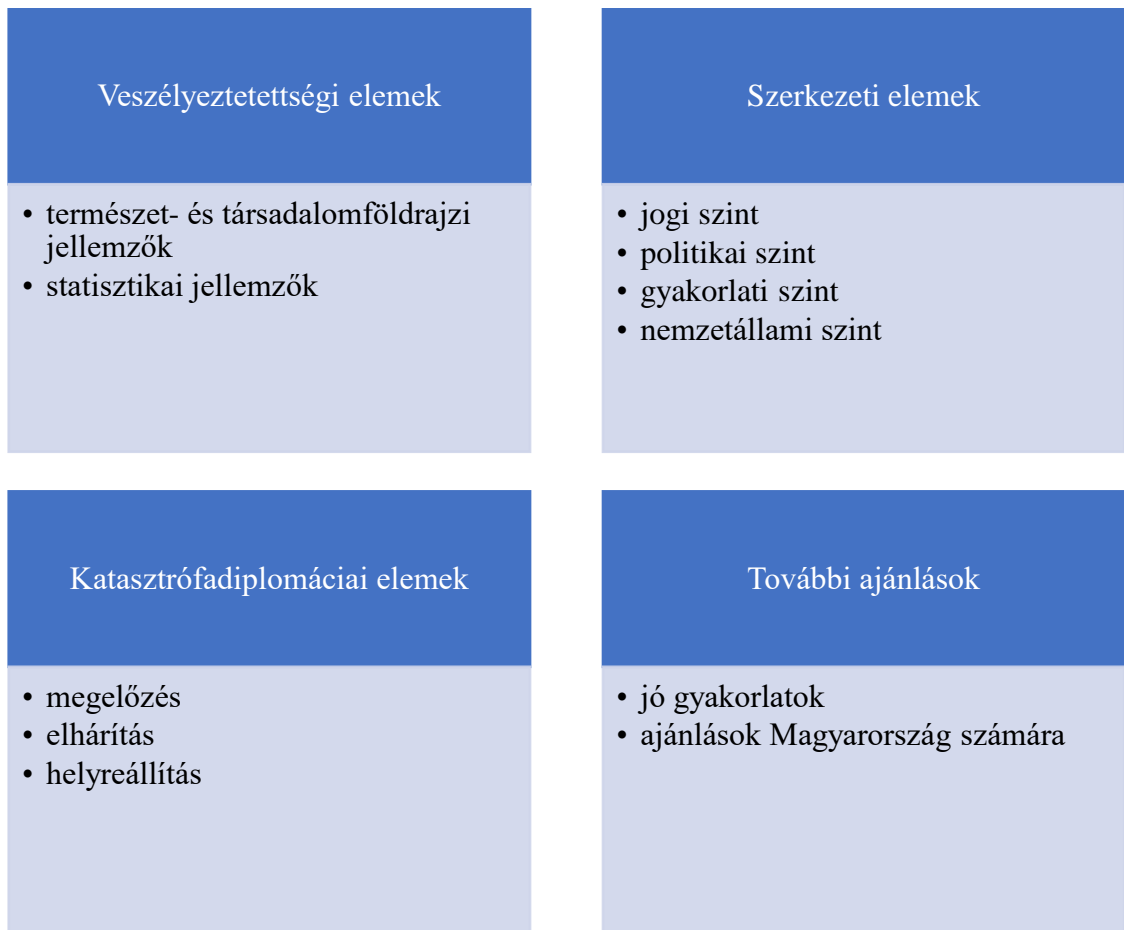 Veszélyeztetettségi elemek
• természet- és társadalomföldrajzi
jellemzők
• statisztikai jellemzők
Szerkezeti elemek
• jogi szint
• politikai szint
• gyakorlati szint
• nemzetállami szint
Katasztrófadiplomáciai elemek
• megelőzés
• elhárítás
• helyreállítás
További ajánlások
• jó gyakorlatok
• ajánlások Magyarország számára